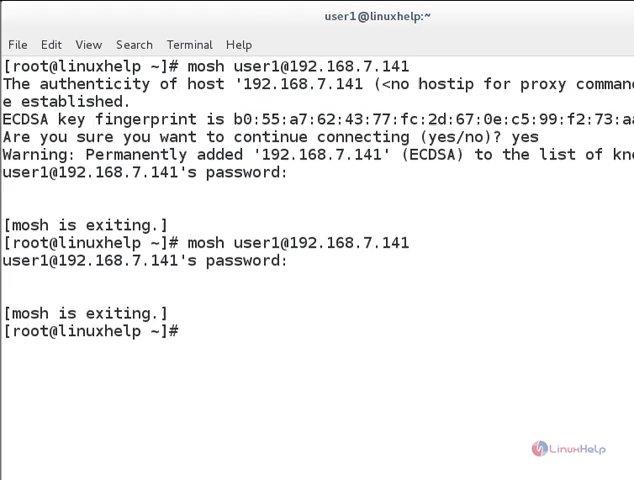 user1@linuxhelp:~
File Edit View Search Terminal Help
[root@linuxhelp ~]# mosh user1@192.168.7.141
The authenticity of host '192.168.7.141 (<no hostip for proxy comman
e established.
ECDSA key fingerprint is b0:55:a7:62:43:77:fc:2d:67:0e:c5:99:f2:73:a
Are you sure you want to continue connecting (yes/no)? yes
Warning: Permanently added '192.168.7.141' (ECDSA) to the list of kn
user1@192.168.7.141's password:
[mosh is exiting.]
[root@linuxhelp ~]# mosh user1@192.168.7.141
user1@192.168.7.141's password:
[mosh is exiting.]
[root@linuxhelp ~]#
LinuxHelp